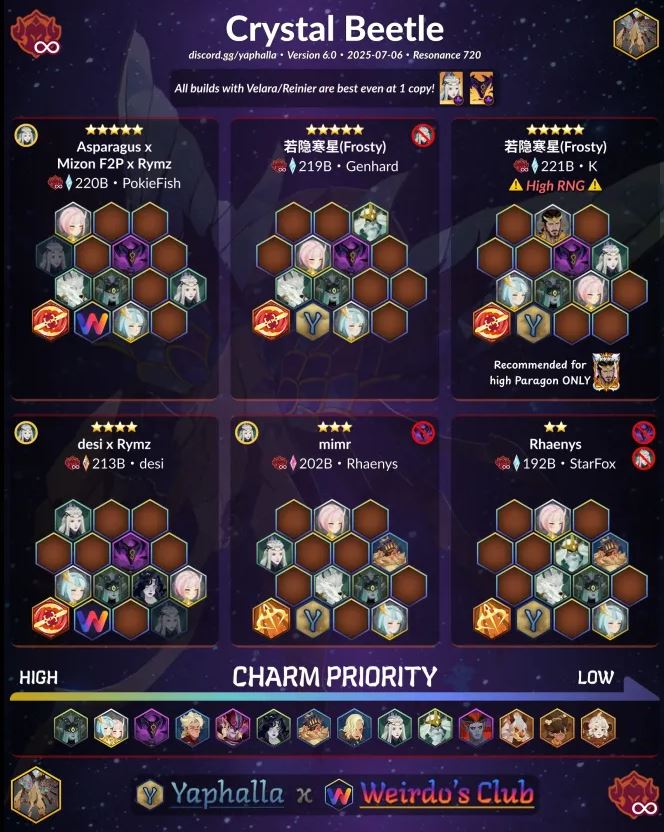 Crystal Beetle
discord.gg/yaphalla • Version 6.0 • 2025-07-06 • Resonance 720
All builds with Velara/Reinier are best even at 1 copy!
Asparagus x
Mizon F2P x Rymz
220B • PokieFish
若隐寒星(Frosty)
219B • Genhard
若隐寒星(Frosty)
221B • K
High RNG
Recommended for
high Paragon ONLY
desi x Rymz
213B • desi
mimr
202B • Rhaenys
Rhaenys
192B • StarFox
HIGH
CHARM PRIORITY
LOW
Yaphalla x Weirdo's Club